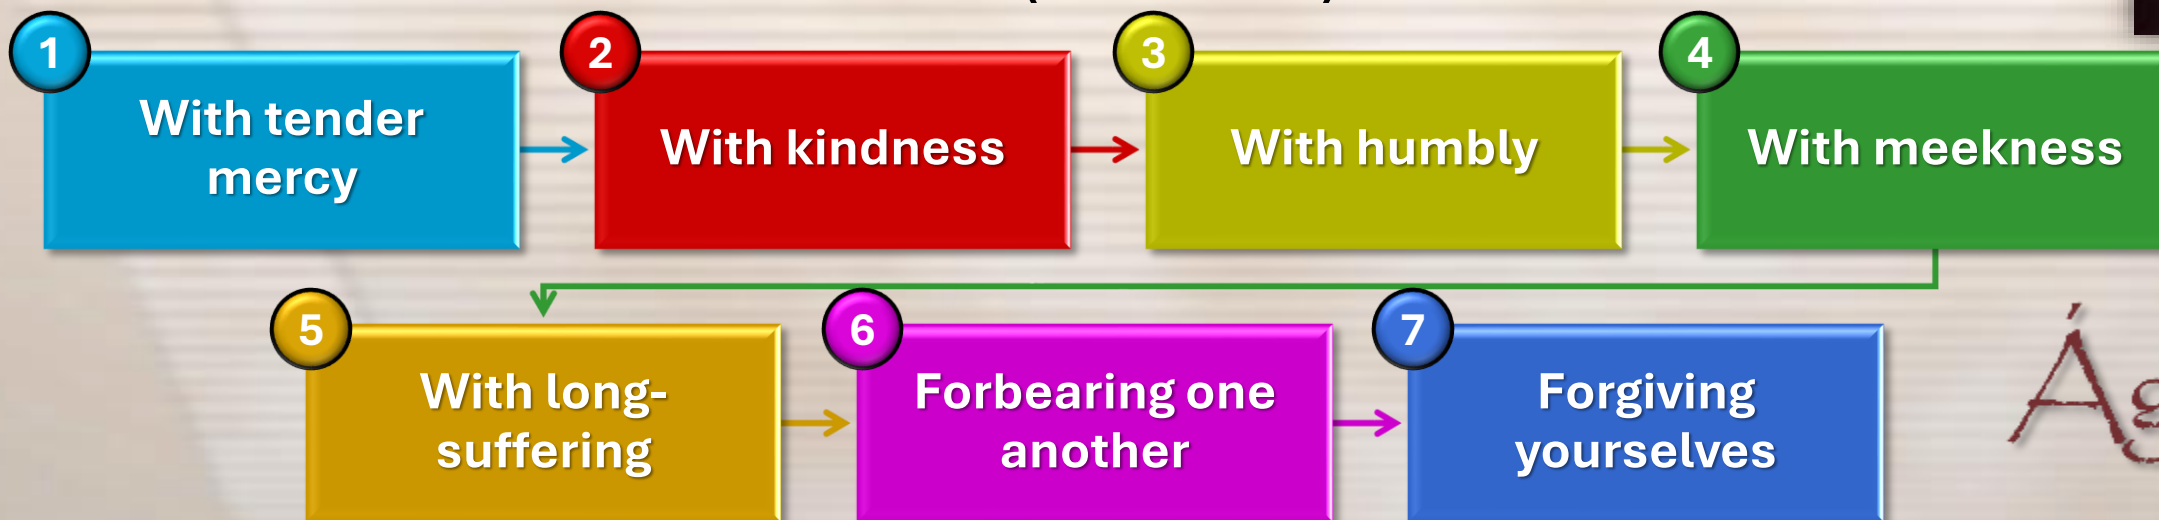 1
With tender
mercy
2
With kindness
3
With humbly
4
With meekness
5
With long-
suffering
6
Forbearing one
another
7
Forgiving
yourselves